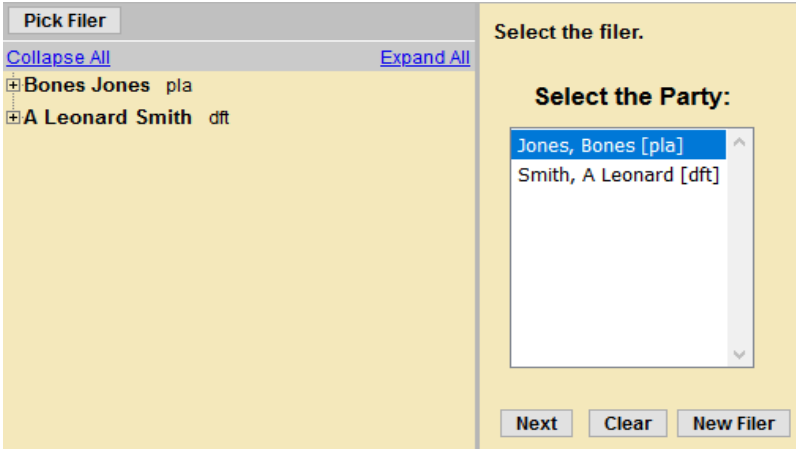 Pick Filer
Collapse All Expand All
Bones Jones pla
A Leonard Smith dft
Select the filer.
Select the Party:
Jones, Bones [pla]
Smith, A Leonard [dft]
Next Clear New Filer